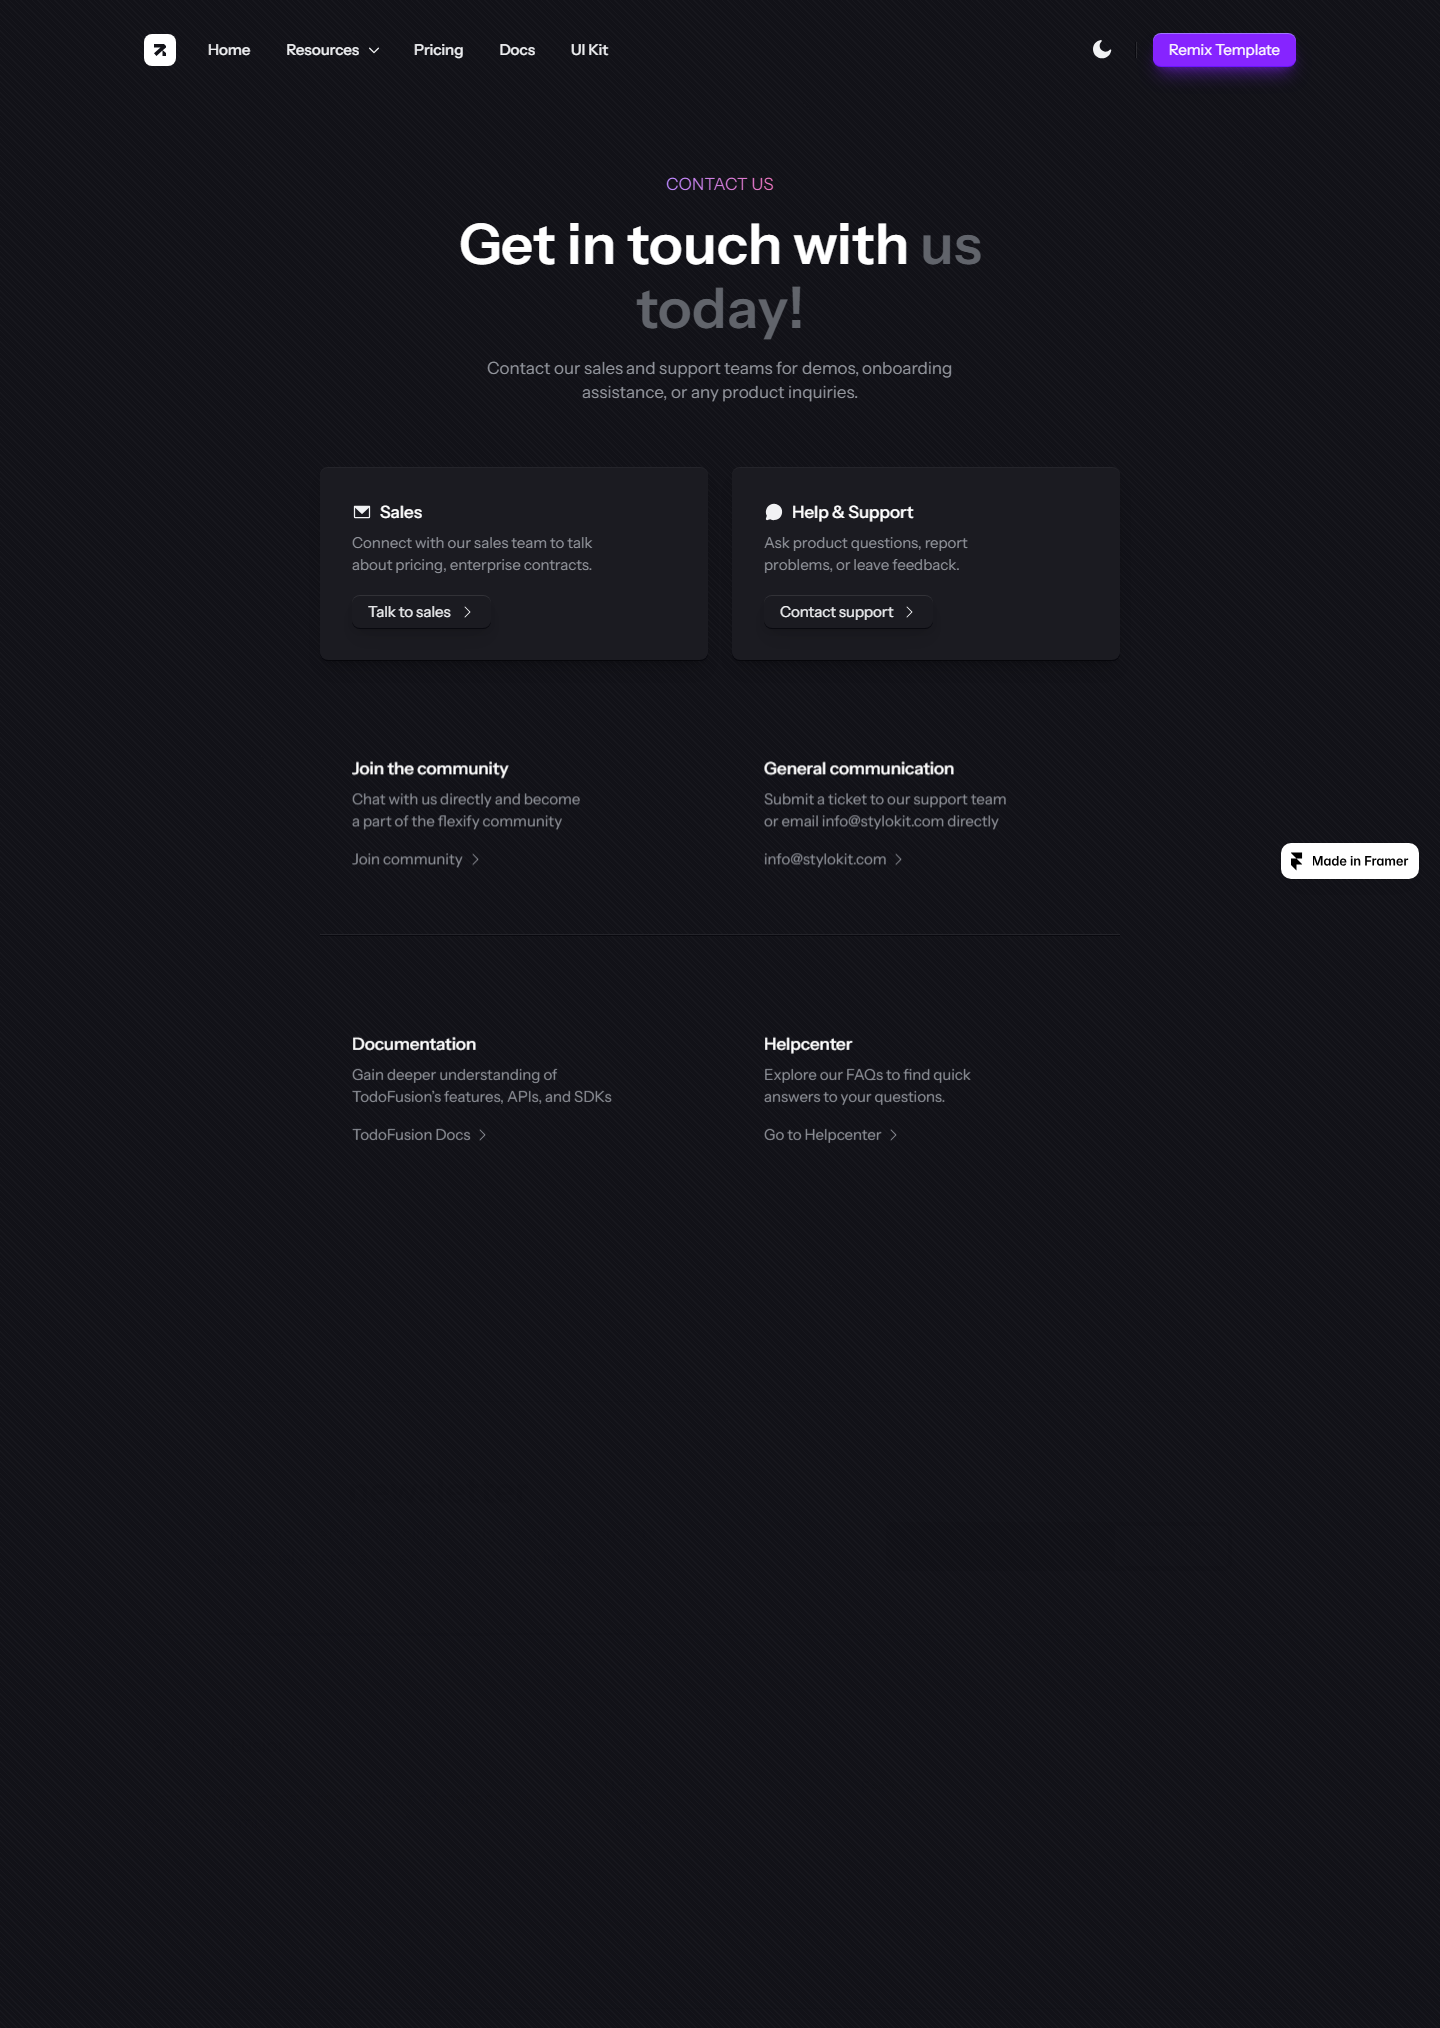 Home
Resources
Pricing
Docs
UI Kit
Remix Template
CONTACT US
Get in touch with us
today!
Contact our sales and support teams for demos, onboarding
assistance, or any product inquiries.
Sales
Connect with our sales team to talk
about pricing, enterprise contracts.
Talk to sales
Help & Support
Ask product questions, report
problems, or leave feedback.
Contact support
Join the community
Chat with us directly and become
a part of the flexify community
Join community
General communication
Submit a ticket to our support team
or email info@stylokit.com directly
info@stylokit.com
Made in Framer
Documentation
Gain deeper understanding of
TodoFusion's features, APIs, and SDKs
TodoFusion Docs
Helpcenter
Explore our FAQs to find quick
answers to your questions.
Go to Helpcenter